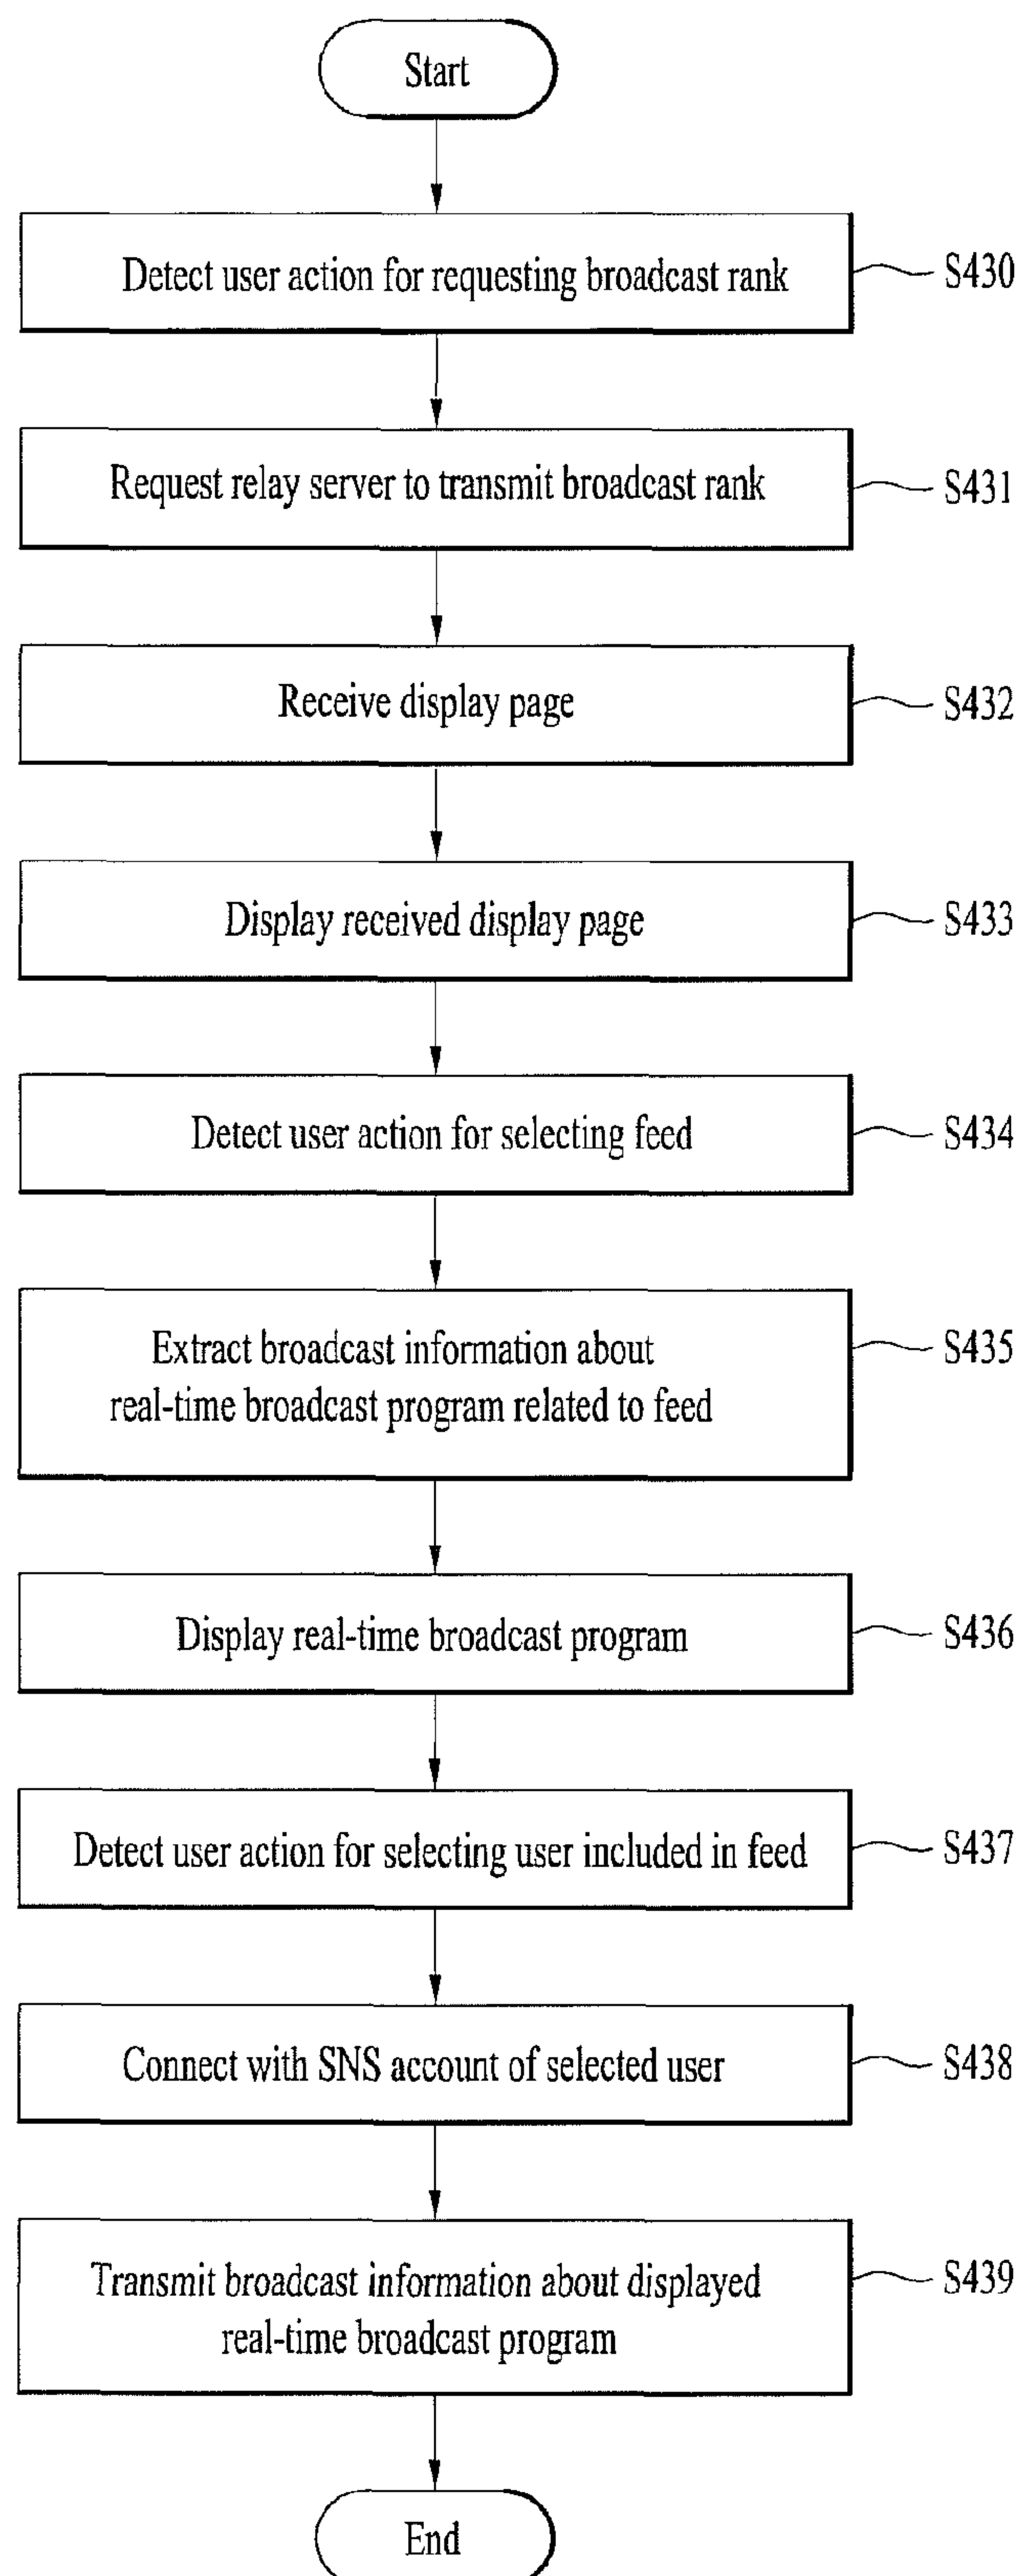 Start
Detect user action for requesting broadcast rank
S430
Request relay server to transmit broadcast rank
S431
Receive display page
S432
Display received display page
S433
Detect user action for selecting feed
S434
Extract broadcast information about
real-time broadcast program related to feed
S435
Display real-time broadcast program
S436
Detect user action for selecting user included in feed
S437
Connect with SNS account of selected user
S438
Transmit broadcast information about displayed
real-time broadcast program
S439
End